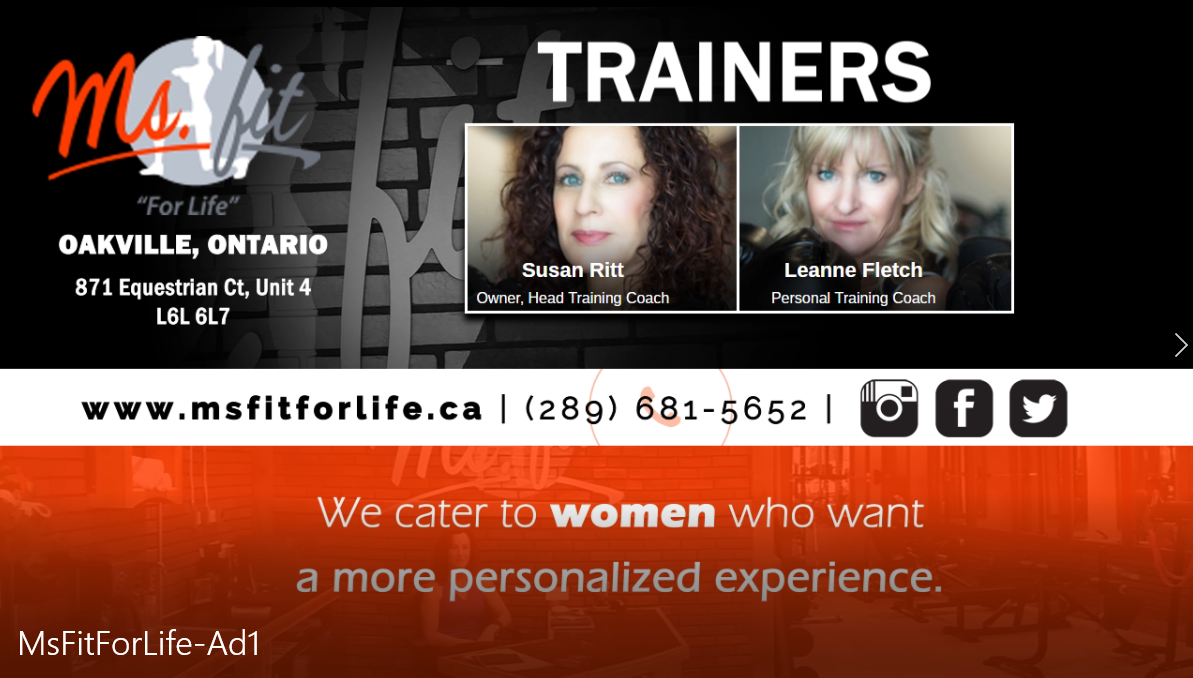 Ms. fit
"For Life"
OAKVILLE, ONTARIO
871 Equestrian Ct, Unit 4
L6L 6L7
TRAINERS
Susan Ritt
Owner, Head Training Coach
Leanne Fletch
Personal Training Coach
www.msfitforlife.ca | (289) 681-5652 |
We cater to women who want
a more personalized experience.
MsFitForLife-Ad1